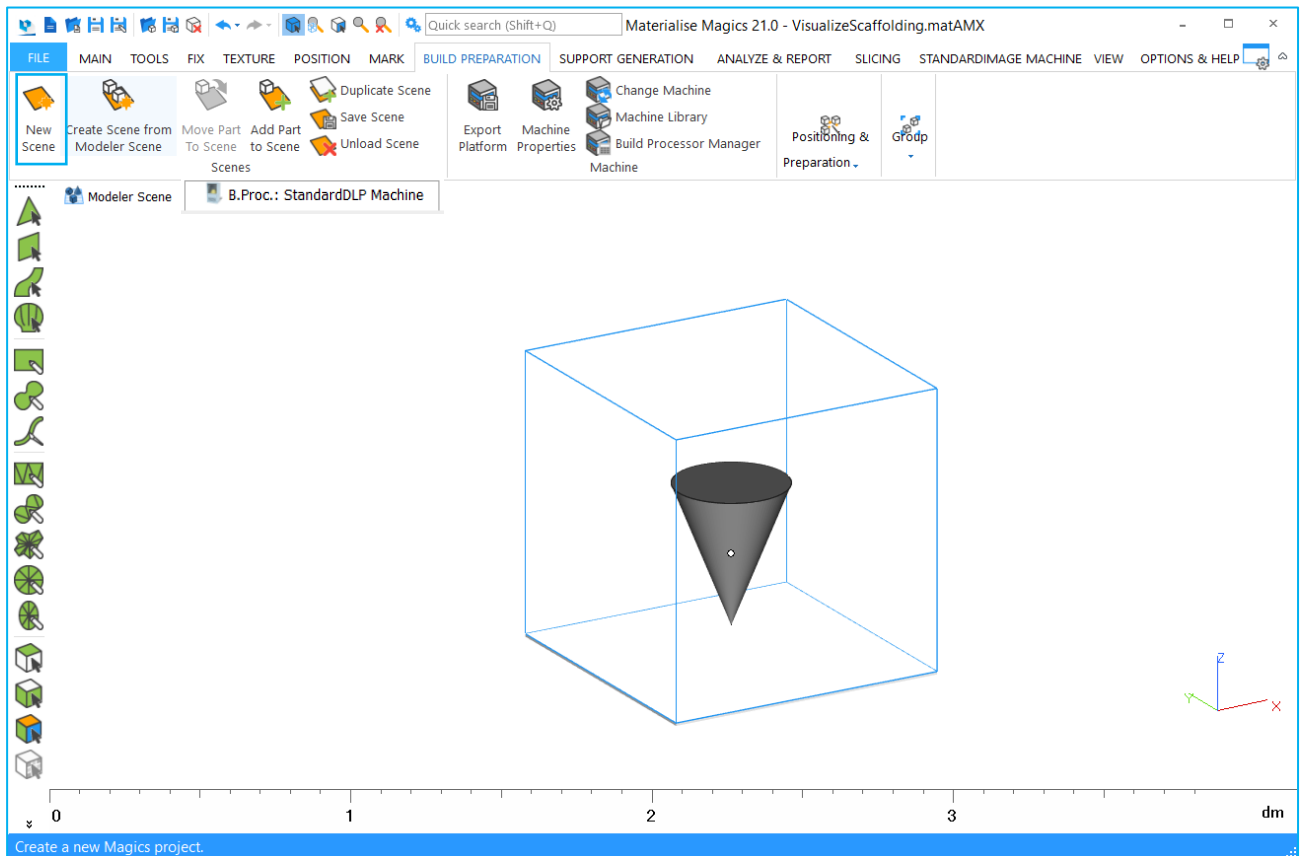 Quick search (Shift+Q)
Materialise Magics 21.0 - VisualizeScaffolding.matAMX
FILE MAIN TOOLS FIX TEXTURE POSITION MARK BUILD PREPARATION SUPPORT GENERATION ANALYZE & REPORT SLICING STANDARDIMAGE MACHINE VIEW OPTIONS & HELP
New Scene
Create Scene from Modeler Scene
Move Part To Scene
Add Part to Scene
Duplicate Scene
Save Scene
Unload Scene
Scenes
Export Platform
Machine Properties
Change Machine
Machine Library
Build Processor Manager
Machine
Positioning & Preparation
Group
Modeler Scene
B.Proc.: StandardDLP Machine
Z
Y
X
0 1 2 3 dm
Create a new Magics project.